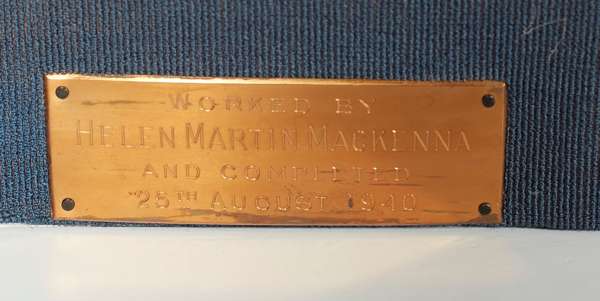 WORKED BY
HELEN MARTIN MACKENNA
AND COMPLETED
25TH AUGUST 1940